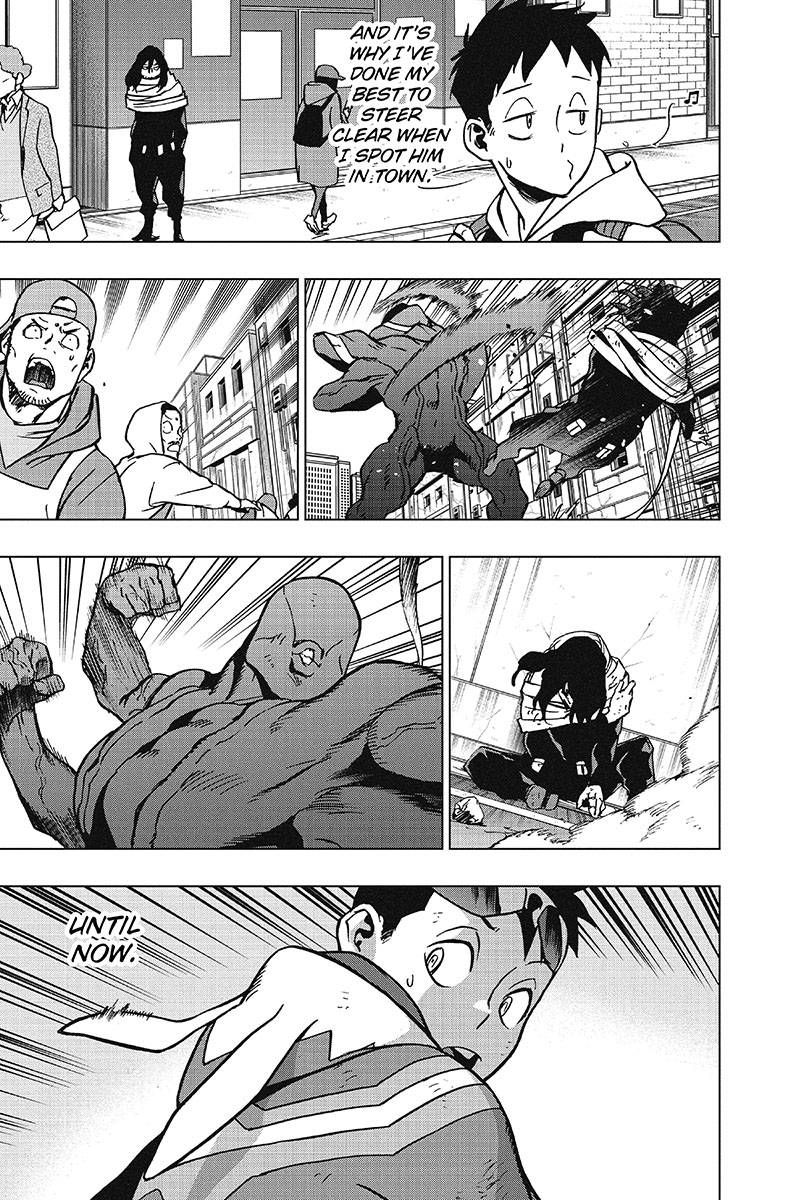 AND IT'S
WHY I'VE
DONE MY
BEST TO
STEER
CLEAR WHEN
I SPOT HIM
IN TOWN.
UNTIL
NOW.